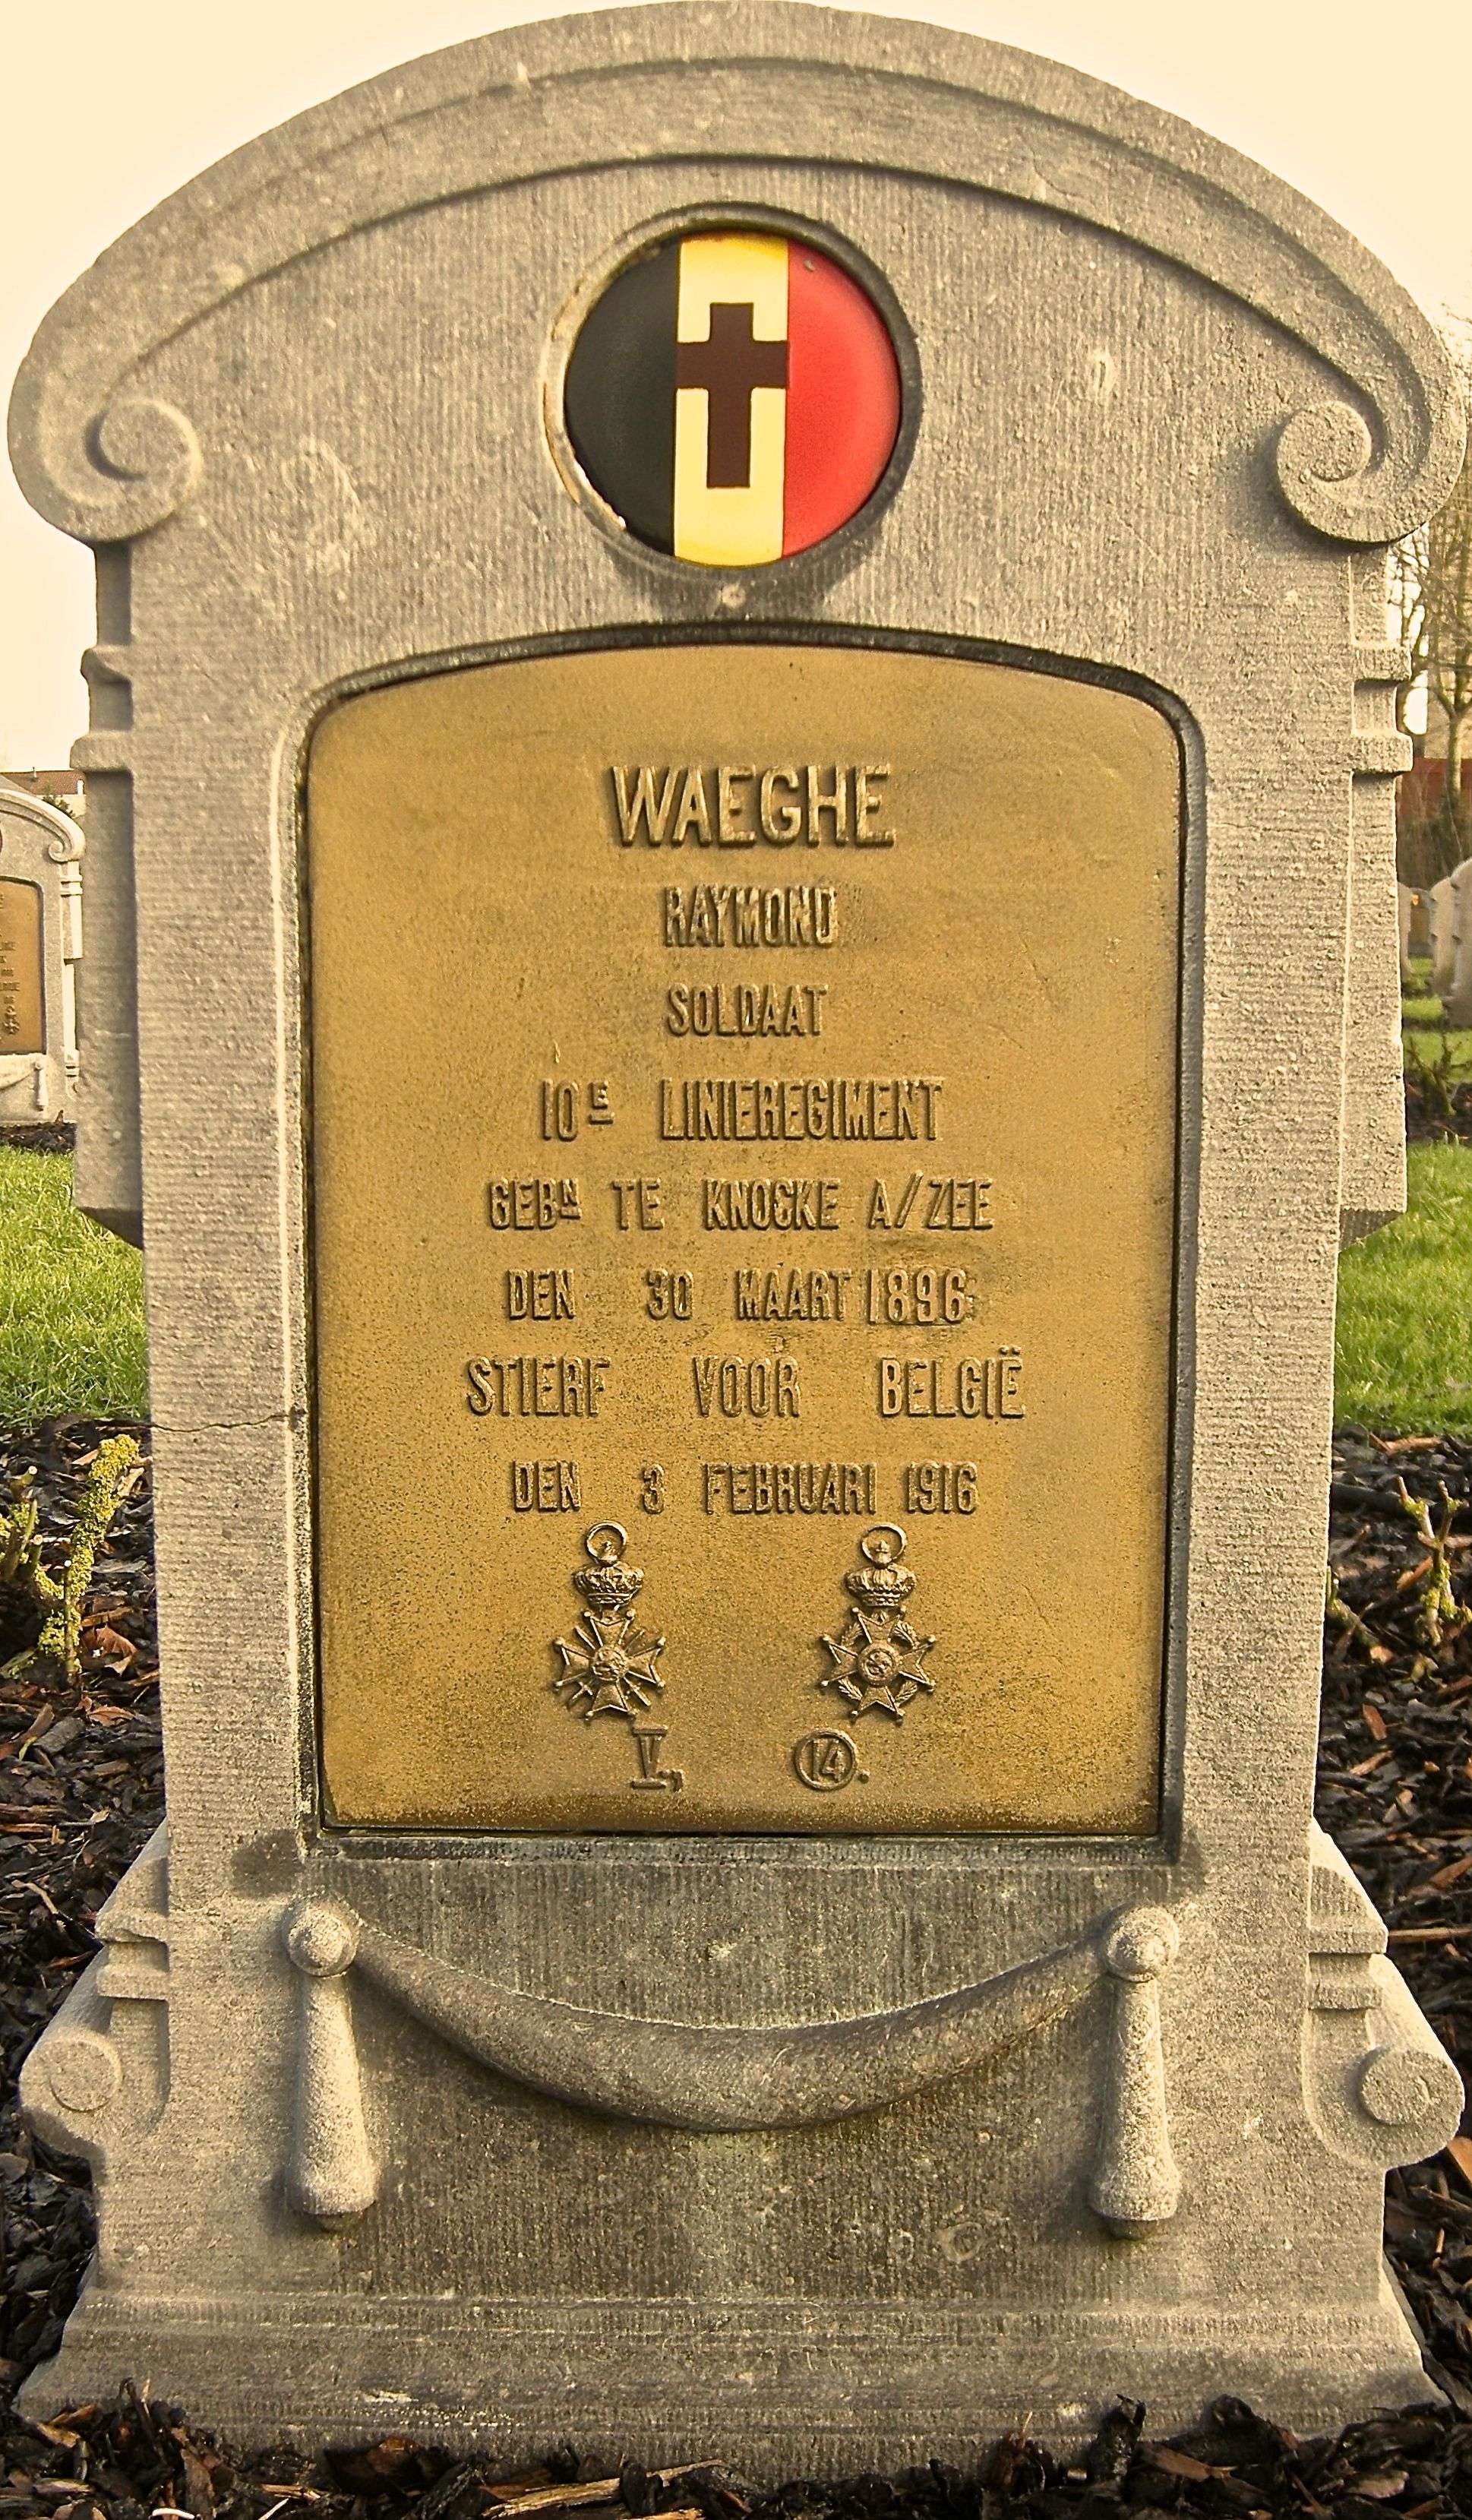 WAEGHE
RAYMOND
SOLDAAT
10E LINIEREGIMENT
GEBN TE KNOCKE A/ZEE
DEN 30 MAART 1896
STIERF VOOR BELGIË
DEN 3 FEBRUARI 1916
V,, 14.